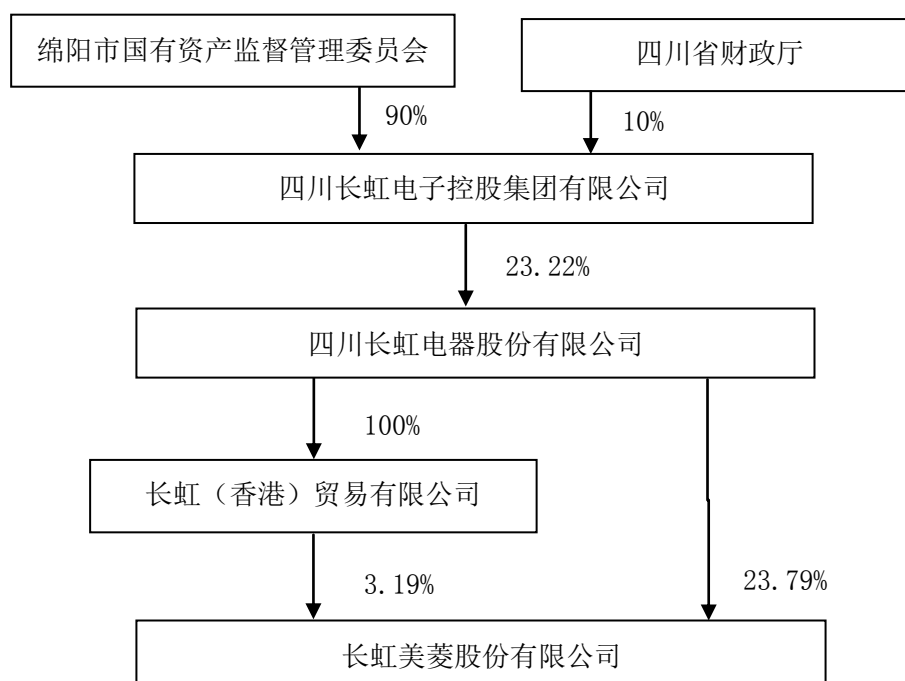 绵阳市国有资产监督管理委员会
四川省财政厅
90%
10%
四川长虹电子控股集团有限公司
23.22%
四川长虹电器股份有限公司
100%
长虹（香港）贸易有限公司
3.19%
23.79%
长虹美菱股份有限公司